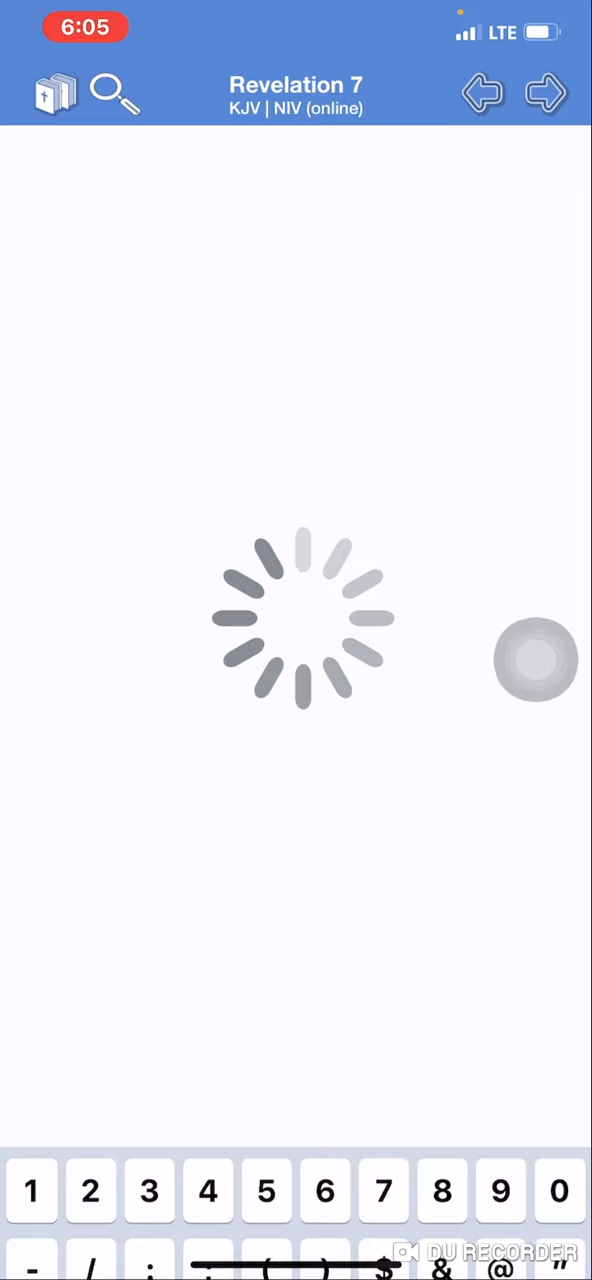 6:05
LTE
Revelation 7
KJV | NIV (online)
1 2 3 4 5 6 7 8 9 0
- / : ; ( ) $ & @ "
DU RECORDER